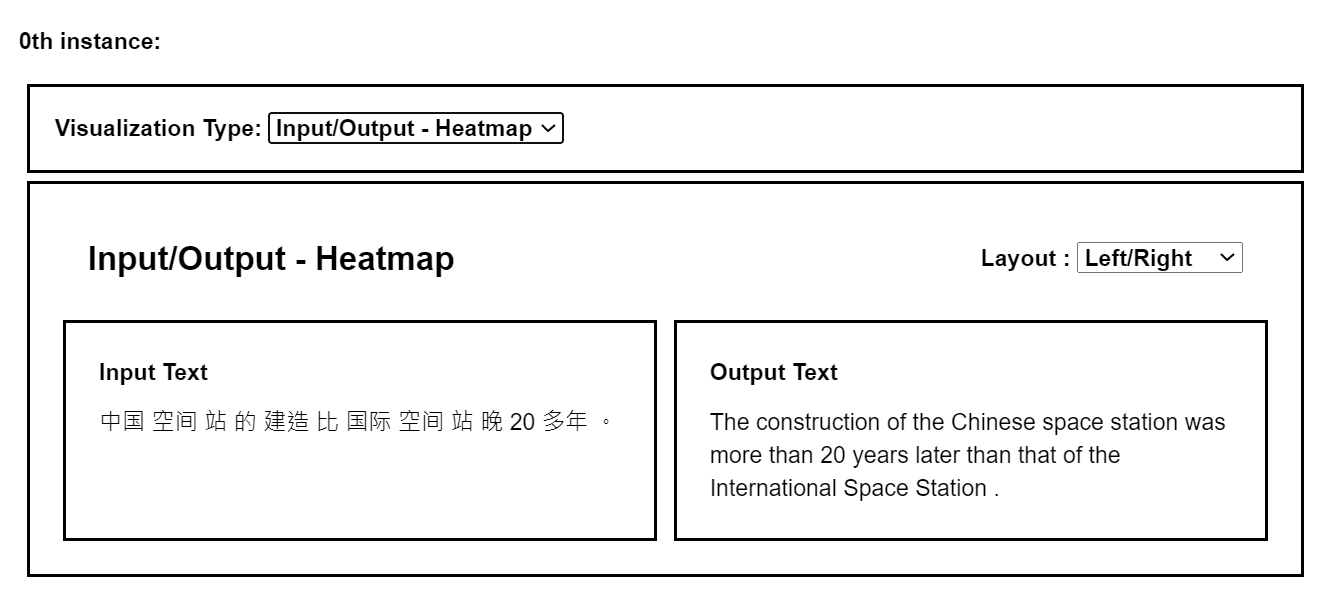 0th instance:
Visualization Type: Input/Output - Heatmap
Input/Output - Heatmap
Layout : Left/Right
Input Text
中国 空间 站 的 建造 比 国际 空间 站 晚 20 多年 。
Output Text
The construction of the Chinese space station was
more than 20 years later than that of the
International Space Station .